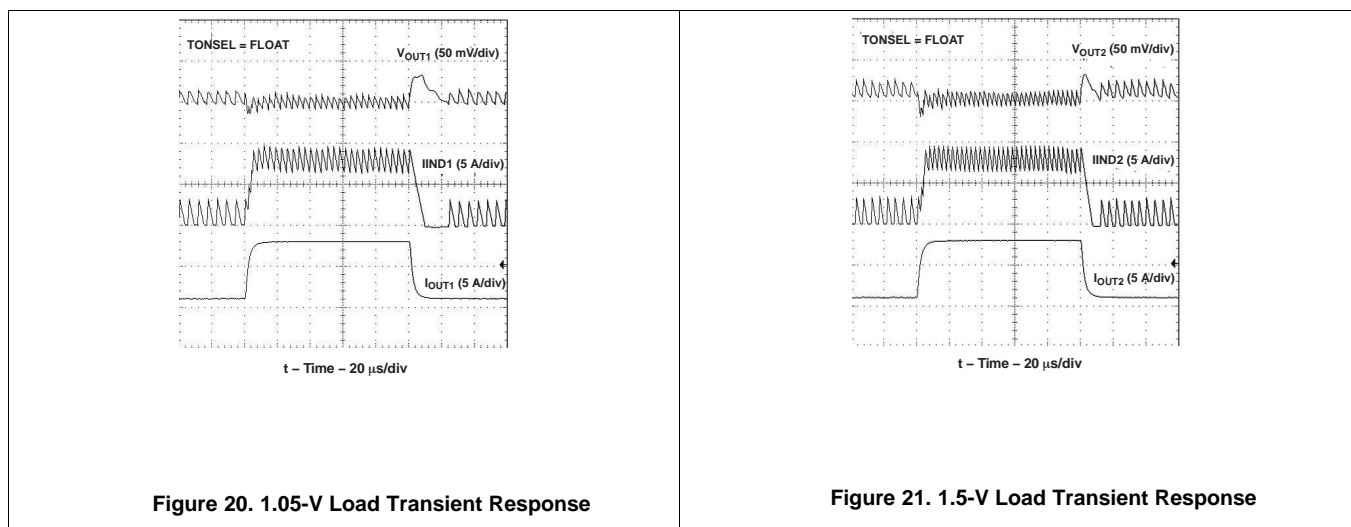 TONSEL = FLOAT
VOUT1 (50 mV/div)
IIND1 (5 A/div)
IOUT1 (5 A/div)
t – Time – 20 μs/div
Figure 20. 1.05-V Load Transient Response
TONSEL = FLOAT
VOUT2 (50 mV/div)
IIND2 (5 A/div)
IOUT2 (5 A/div)
t – Time – 20 μs/div
Figure 21. 1.5-V Load Transient Response